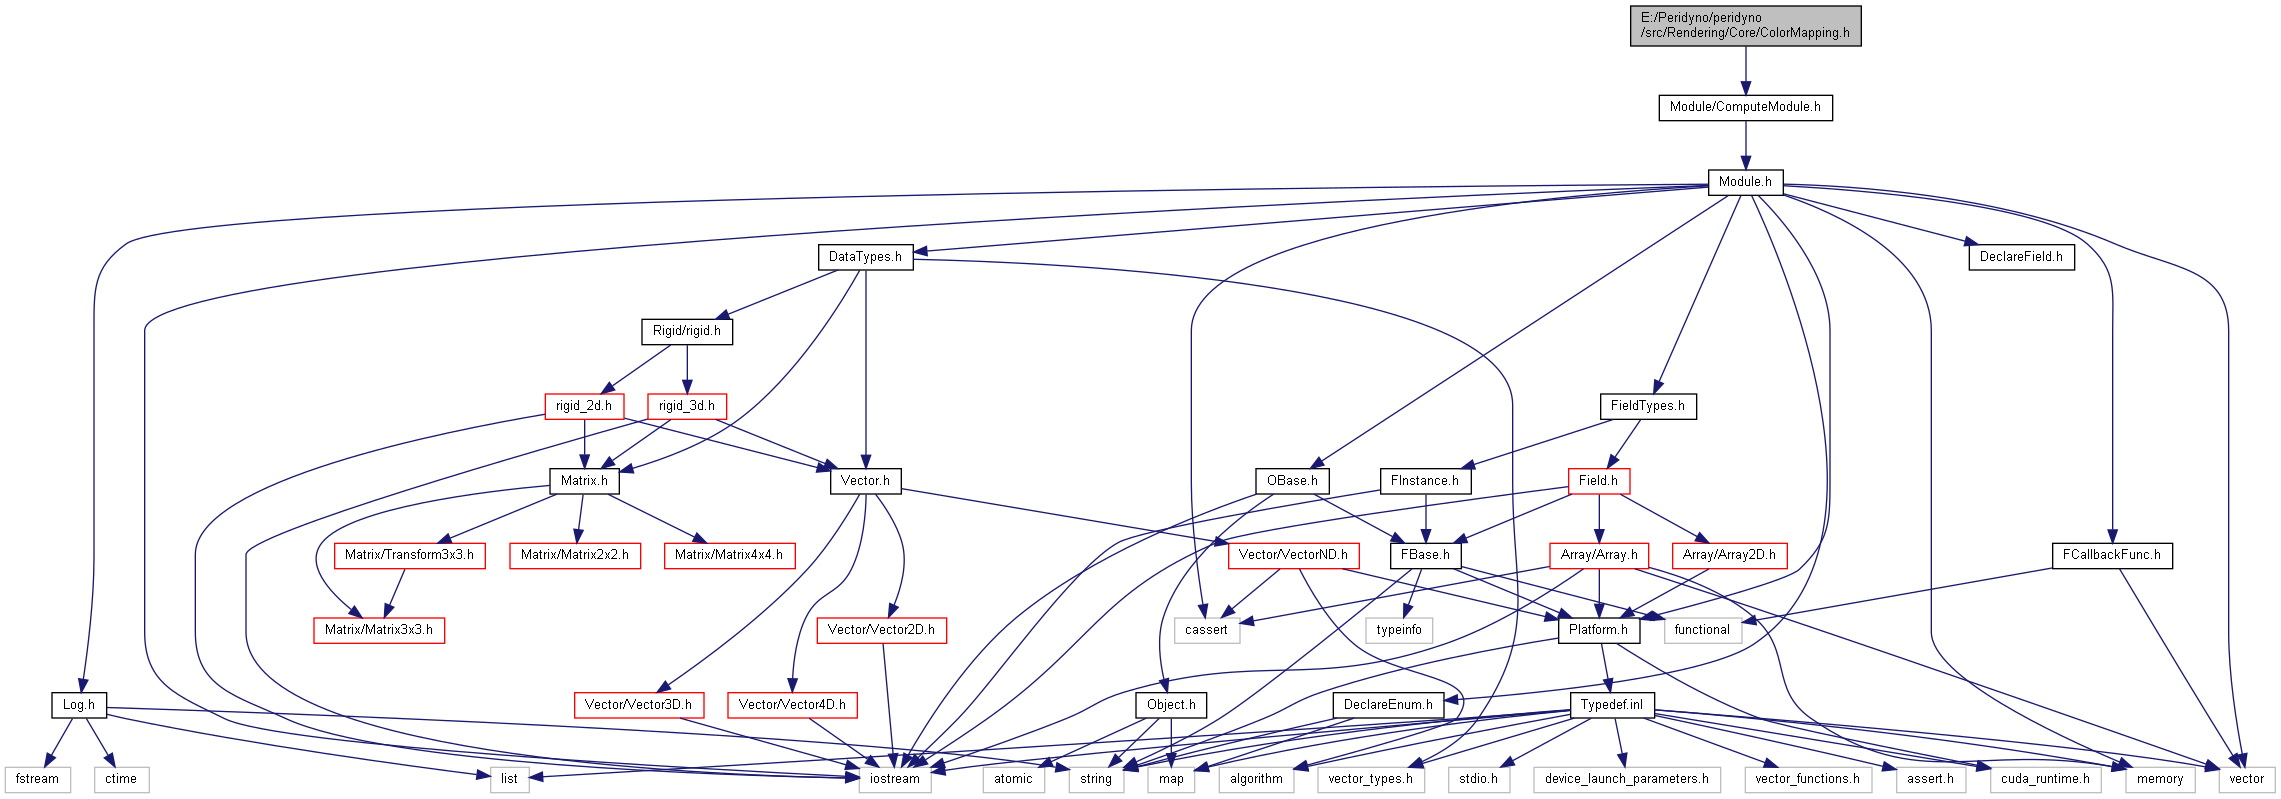 E:/Peridyno/peridyno
/src/Rendering/Core/ColorMapping.h
Module/ComputeModule.h
Module.h
DataTypes.h
DeclareField.h
Rigid/rigid.h
rigid_2d.h
rigid_3d.h
FieldTypes.h
Matrix.h
Vector.h
OBase.h
FInstance.h
Field.h
Matrix/Transform3x3.h
Matrix/Matrix2x2.h
Matrix/Matrix4x4.h
Vector/VectorND.h
FBase.h
Array/Array.h
Array/Array2D.h
FCallbackFunc.h
Matrix/Matrix3x3.h
Vector/Vector2D.h
cassert
typeinfo
Platform.h
functional
Log.h
Vector/Vector3D.h
Vector/Vector4D.h
Object.h
DeclareEnum.h
Typedef.inl
fstream
ctime
list
iostream
atomic
string
map
algorithm
vector_types.h
stdio.h
device_launch_parameters.h
vector_functions.h
assert.h
cuda_runtime.h
memory
vector